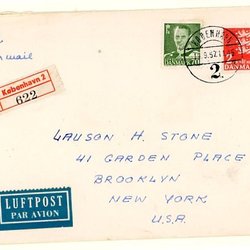 air mail
KØBENHAVN
DANMARK
DANMARK
2.
København 2
622
LAUSON H. STONE
41 GARDEN PLACE
BROOKLYN
NEW YORK
U.S.A.
LUFTPOST
PAR AVION